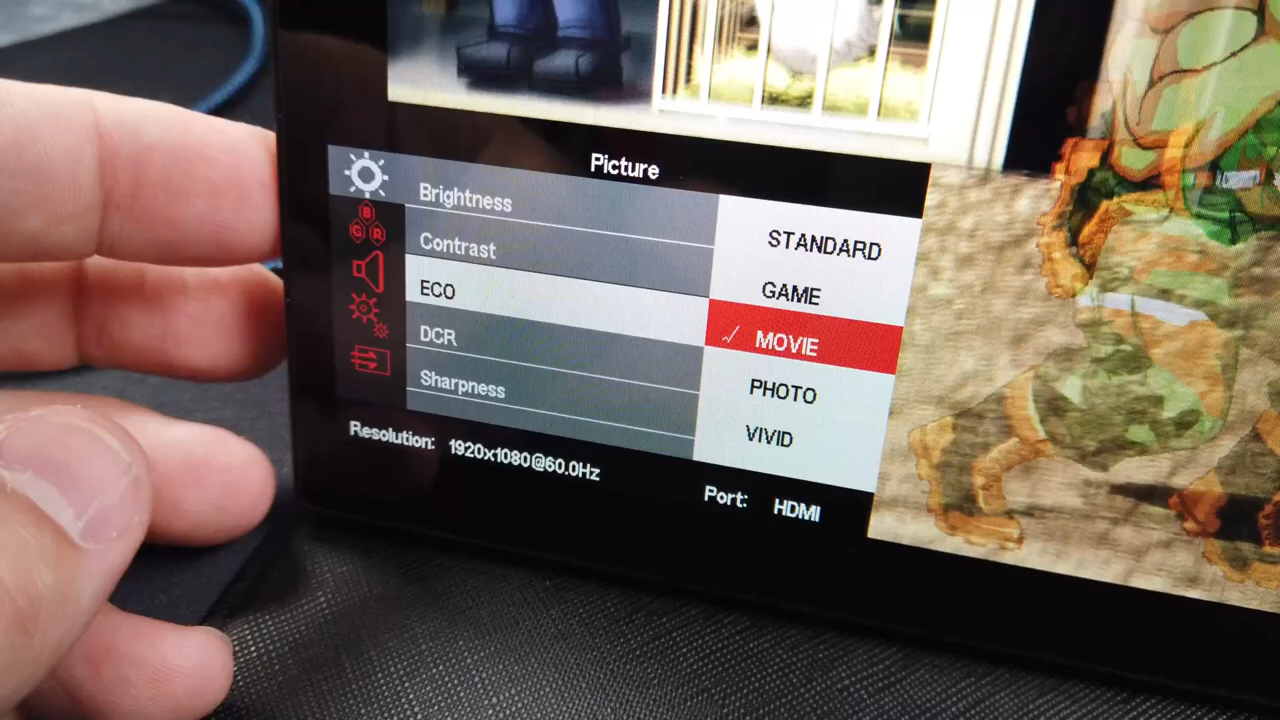 Picture
Brightness
Contrast
ECO
DCR
Sharpness
STANDARD
GAME
✓ MOVIE
PHOTO
VIVID
B
G R
Resolution: 1920x1080@60.0Hz
Port: HDMI